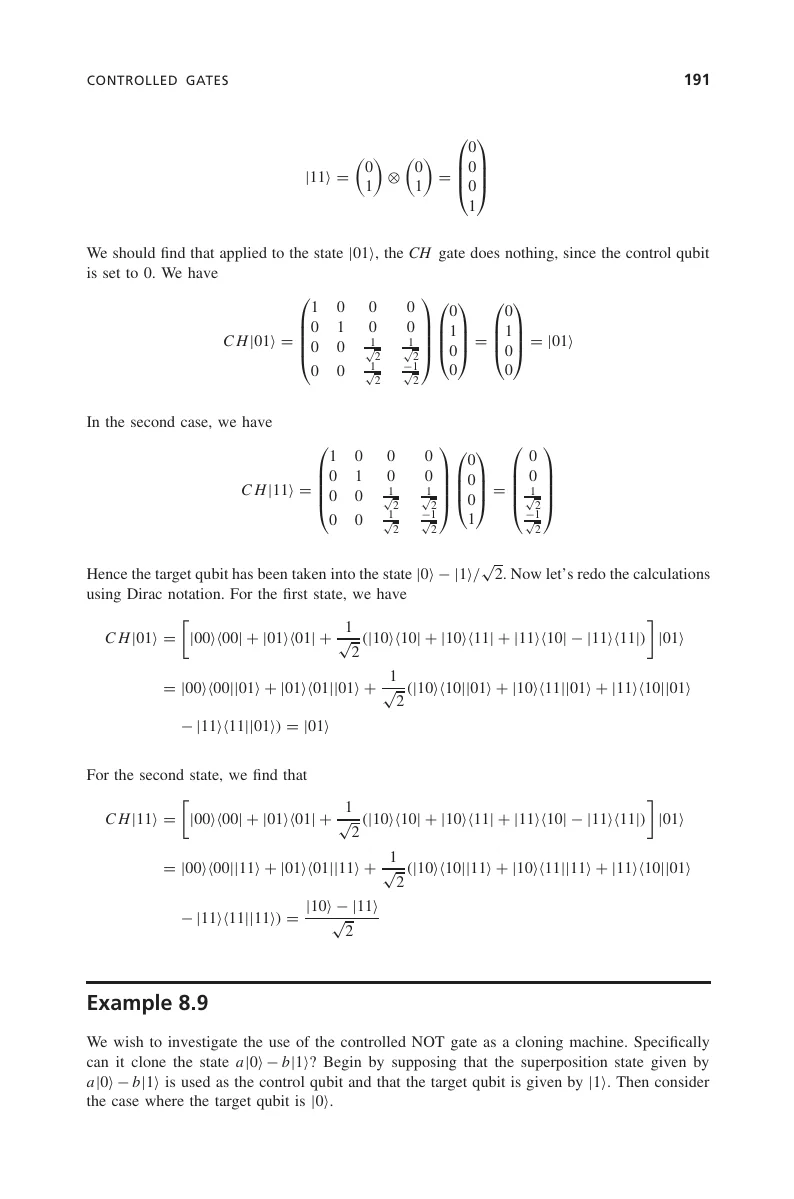 CONTROLLED GATES 191
|11⟩ = (0 1) ⊗ (0 1) = (0 0 0 1)
We should find that applied to the state |01⟩, the CH gate does nothing, since the control qubit
is set to 0. We have
CH|01⟩ = (1 0 0 0; 0 1 0 0; 0 0 1/√2 1/√2; 0 0 1/√2 −1/√2) (0 1 0 0) = (0 1 0 0) = |01⟩
In the second case, we have
CH|11⟩ = (1 0 0 0; 0 1 0 0; 0 0 1/√2 1/√2; 0 0 1/√2 −1/√2) (0 0 0 1) = (0 0 1/√2 −1/√2)
Hence the target qubit has been taken into the state |0⟩ − |1⟩/√2. Now let's redo the calculations
using Dirac notation. For the first state, we have
CH|01⟩ = [|00⟩⟨00| + |01⟩⟨01| + 1/√2 (|10⟩⟨10| + |10⟩⟨11| + |11⟩⟨10| − |11⟩⟨11|)] |01⟩
= |00⟩⟨00||01⟩ + |01⟩⟨01||01⟩ + 1/√2 (|10⟩⟨10||01⟩ + |10⟩⟨11||01⟩ + |11⟩⟨10||01⟩
− |11⟩⟨11||01⟩) = |01⟩
For the second state, we find that
CH|11⟩ = [|00⟩⟨00| + |01⟩⟨01| + 1/√2 (|10⟩⟨10| + |10⟩⟨11| + |11⟩⟨10| − |11⟩⟨11|)] |01⟩
= |00⟩⟨00||11⟩ + |01⟩⟨01||11⟩ + 1/√2 (|10⟩⟨10||11⟩ + |10⟩⟨11||11⟩ + |11⟩⟨10||01⟩
− |11⟩⟨11||11⟩) = |10⟩ − |11⟩/√2
Example 8.9
We wish to investigate the use of the controlled NOT gate as a cloning machine. Specifically
can it clone the state a|0⟩ − b|1⟩? Begin by supposing that the superposition state given by
a|0⟩ − b|1⟩ is used as the control qubit and that the target qubit is given by |1⟩. Then consider
the case where the target qubit is |0⟩.